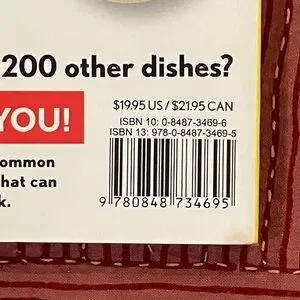 200 other dishes?
$19.95 US / $21.95 CAN
YOU!
ISBN 10: 0-8487-3469-6
ISBN 13: 978-0-8487-3469-5
ommon
hat can
k.
9 780848 734695